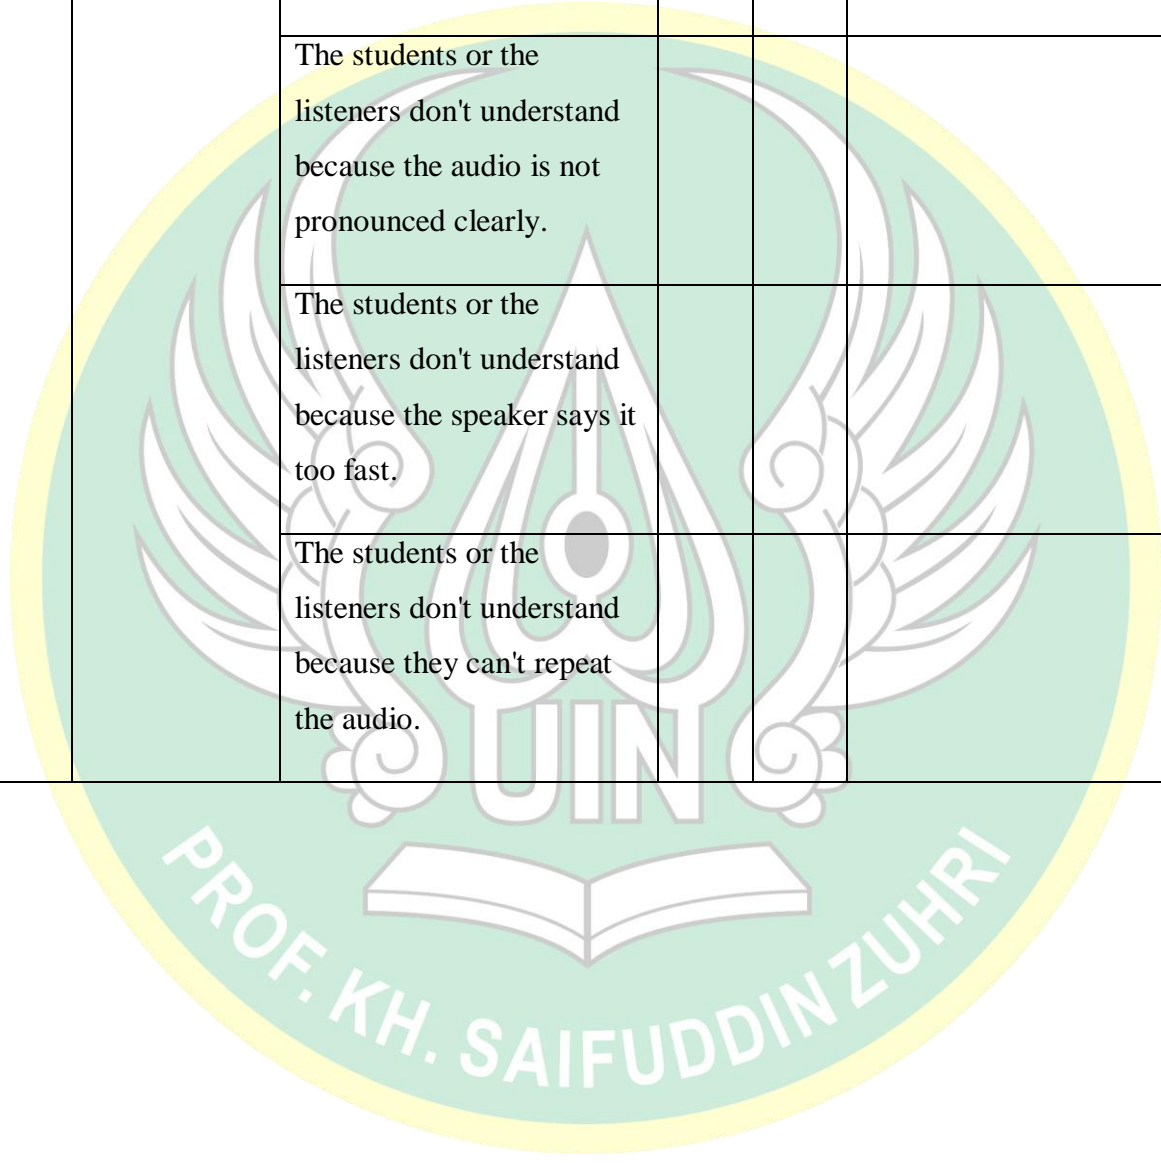 The students or the
listeners don't understand
because the audio is not
pronounced clearly.
The students or the
listeners don't understand
because the speaker says it
too fast.
The students or the
listeners don't understand
because they can't repeat
the audio.
UIN
PROF. KH. SAIFUDDIN ZUHRI